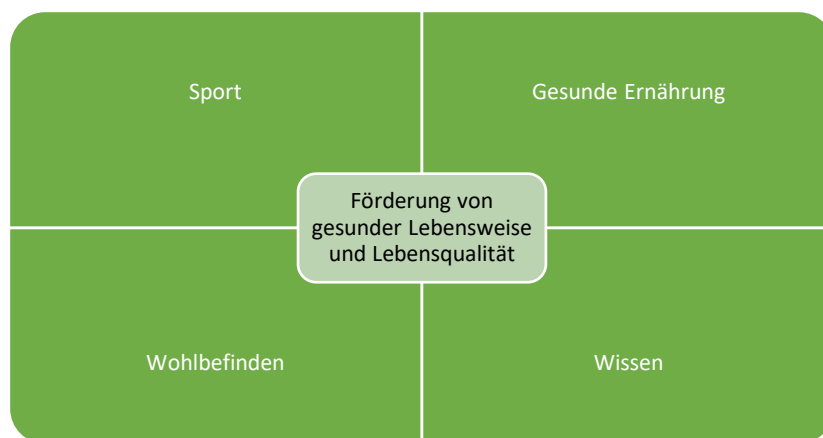 Sport
Gesunde Ernährung
Förderung von
gesunder Lebensweise
und Lebensqualität
Wohlbefinden
Wissen